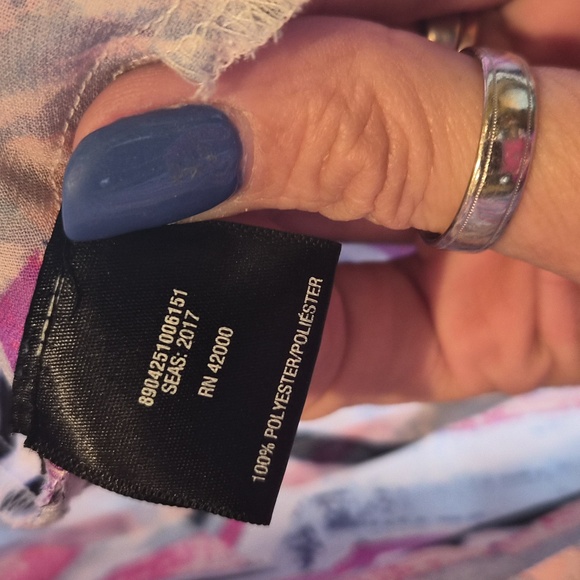 8904251006151
SEAS: 2017
RN 42000
100% POLYESTER/POLIÉSTER